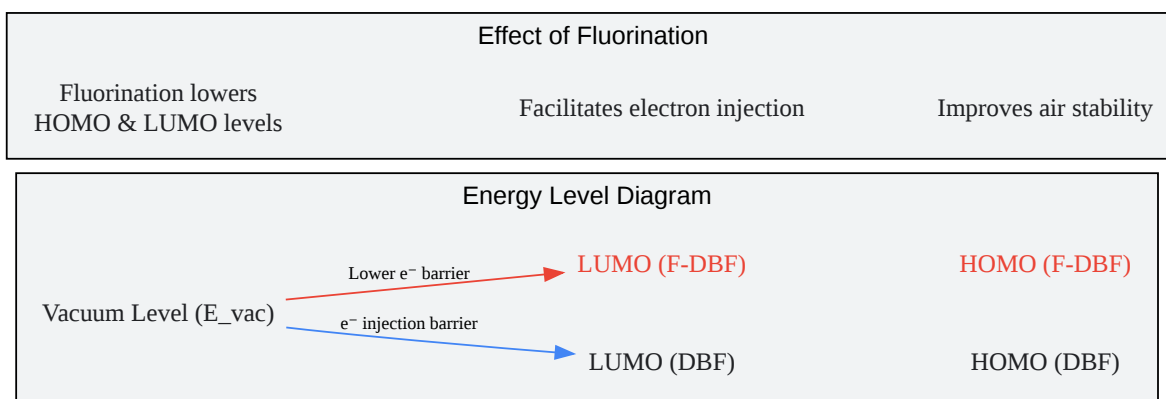 Effect of Fluorination
Fluorination lowers
HOMO & LUMO levels
Facilitates electron injection
Improves air stability
Energy Level Diagram
Vacuum Level (E_vac)
Lower e⁻ barrier
e⁻ injection barrier
LUMO (F-DBF)
HOMO (F-DBF)
LUMO (DBF)
HOMO (DBF)